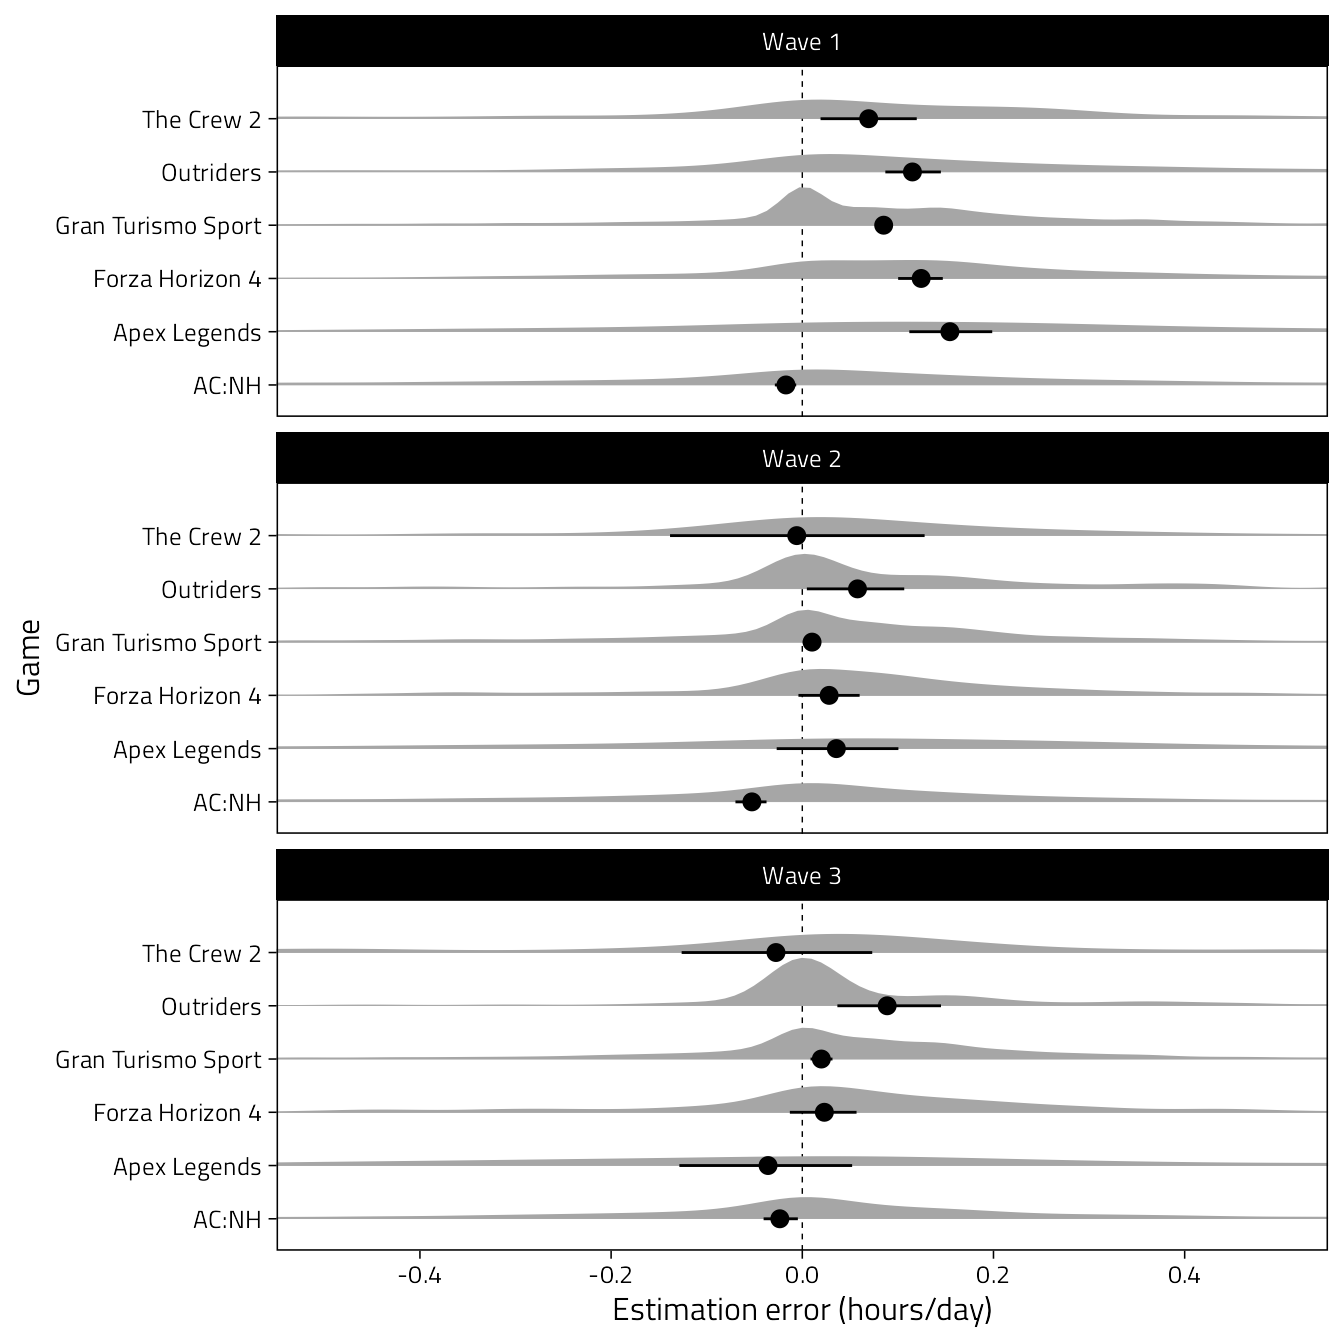 Wave 1
The Crew 2
Outriders
Gran Turismo Sport
Forza Horizon 4
Apex Legends
AC:NH
Wave 2
The Crew 2
Outriders
Gran Turismo Sport
Forza Horizon 4
Apex Legends
AC:NH
Game
Wave 3
The Crew 2
Outriders
Gran Turismo Sport
Forza Horizon 4
Apex Legends
AC:NH
-0.4 -0.2 0.0 0.2 0.4
Estimation error (hours/day)